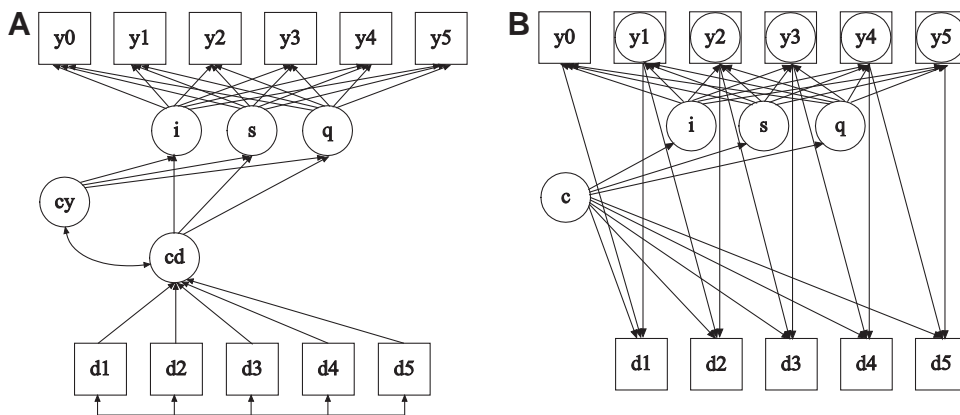 A
y0 y1 y2 y3 y4 y5
i s q
cy
cd
d1 d2 d3 d4 d5
B
y0 y1 y2 y3 y4 y5
i s q
c
d1 d2 d3 d4 d5